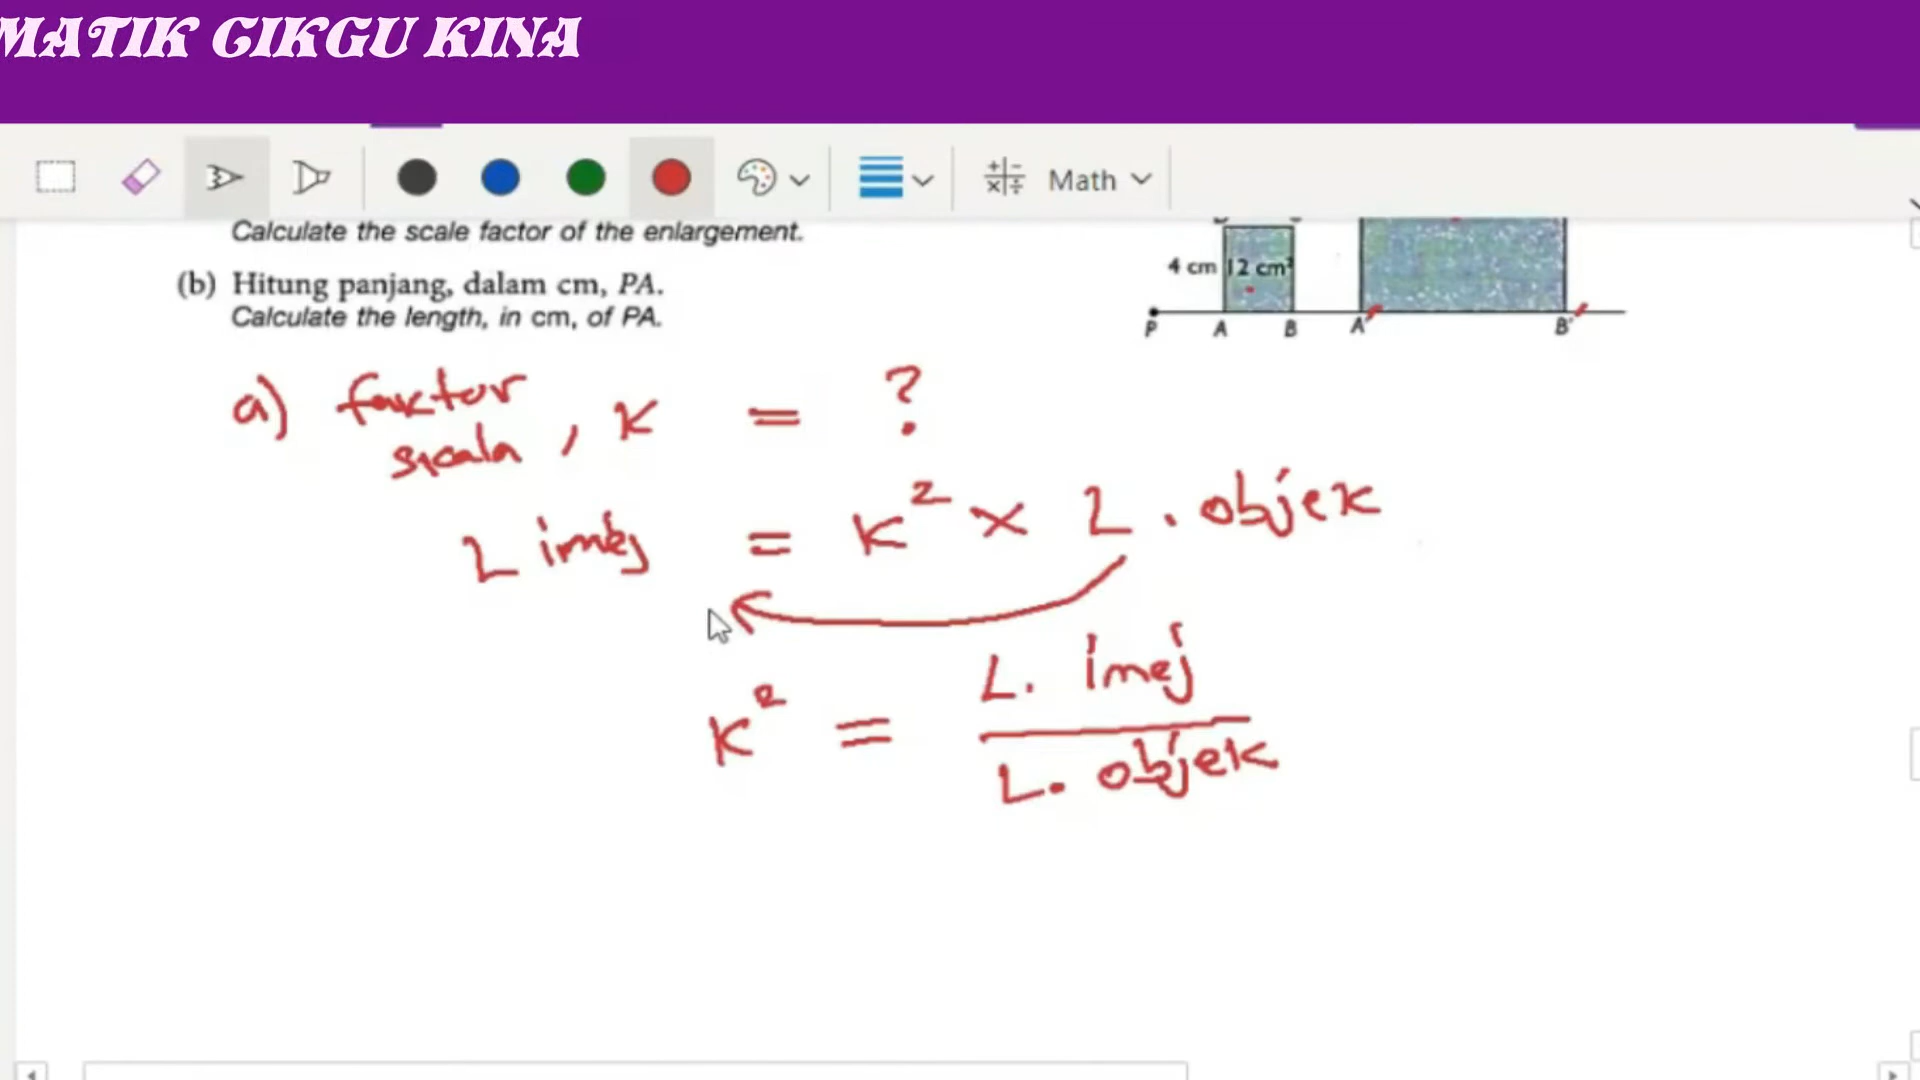 MATIK CIKGU KINA
Math
Calculate the scale factor of the enlargement.
(b) Hitung panjang, dalam cm, PA.
Calculate the length, in cm, of PA.
4 cm 12 cm²
P A B A' B'
a) faktor skala, k = ?
L imej = k² × L. objek
k² = L. imej
L. objek